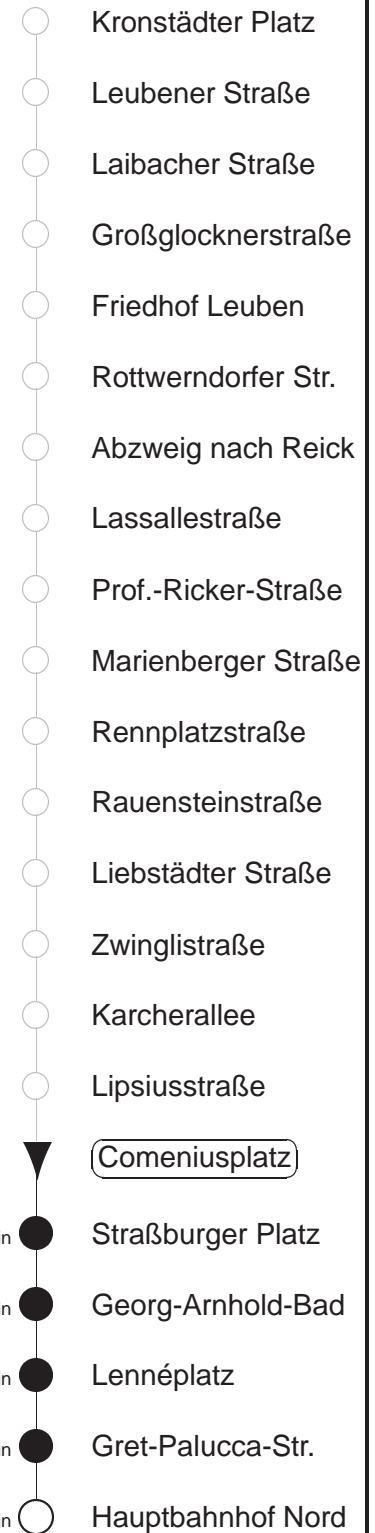 Kronstädter Platz
Leubener Straße
Laibacher Straße
Großglocknerstraße
Friedhof Leuben
Rottwerndorfer Str.
Abzweig nach Reick
Lassallestraße
Prof.-Ricker-Straße
Marienberger Straße
Rennplatzstraße
Rauensteinstraße
Liebstädter Straße
Zwinglistraße
Karcherallee
Lipsiusstraße
Comeniusplatz
Straßburger Platz
Georg-Arnhold-Bad
Lennéplatz
Gret-Palucca-Str.
Hauptbahnhof Nord